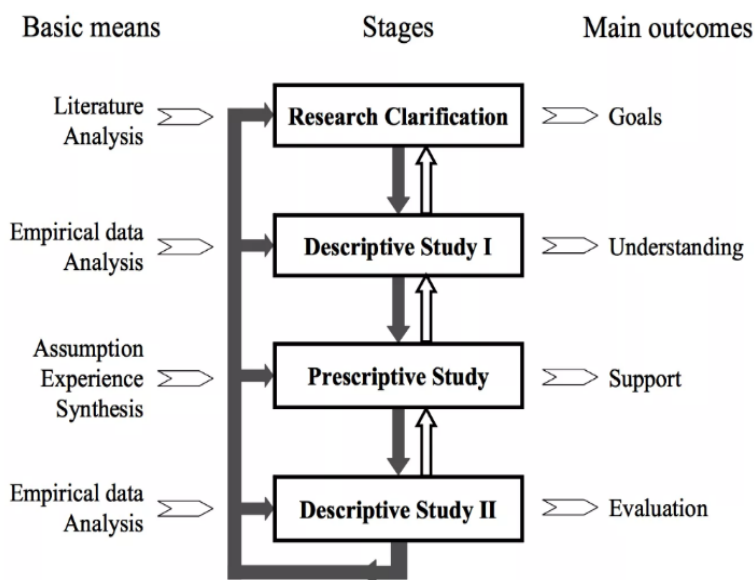 Basic means
Stages
Main outcomes
Literature
Analysis
Research Clarification
Goals
Empirical data
Analysis
Descriptive Study I
Understanding
Assumption
Experience
Synthesis
Prescriptive Study
Support
Empirical data
Analysis
Descriptive Study II
Evaluation